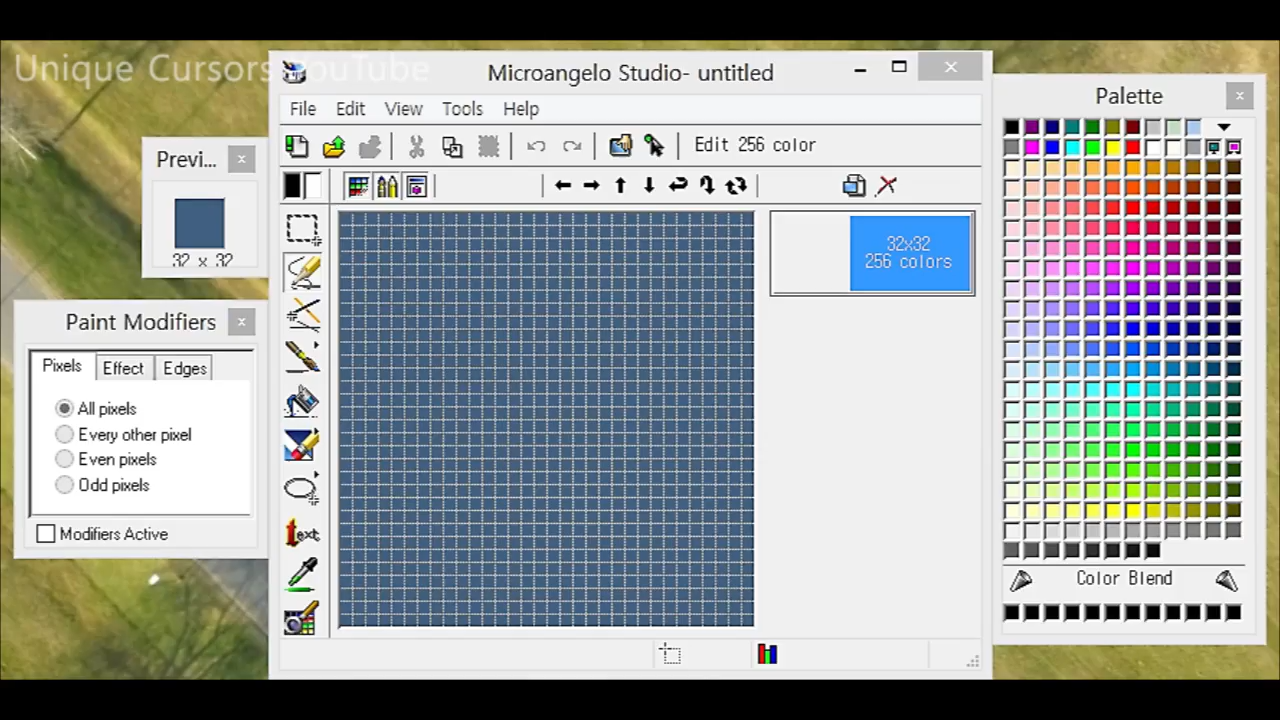 Unique Cursors YouTube
Microangelo Studio- untitled
File Edit View Tools Help
Edit 256 color
Previ...
32 x 32
32x32
256 colors
Paint Modifiers
Pixels Effect Edges
All pixels
Every other pixel
Even pixels
Odd pixels
Modifiers Active
text
Palette
Color Blend